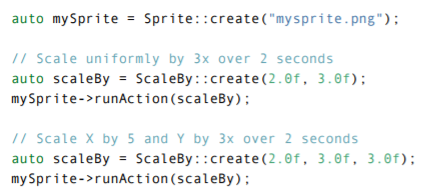 auto mySprite = Sprite::create("mysprite.png");
// Scale uniformly by 3x over 2 seconds
auto scaleBy = ScaleBy::create(2.0f, 3.0f);
mySprite->runAction(scaleBy);
// Scale X by 5 and Y by 3x over 2 seconds
auto scaleBy = ScaleBy::create(2.0f, 3.0f, 3.0f);
mySprite->runAction(scaleBy);